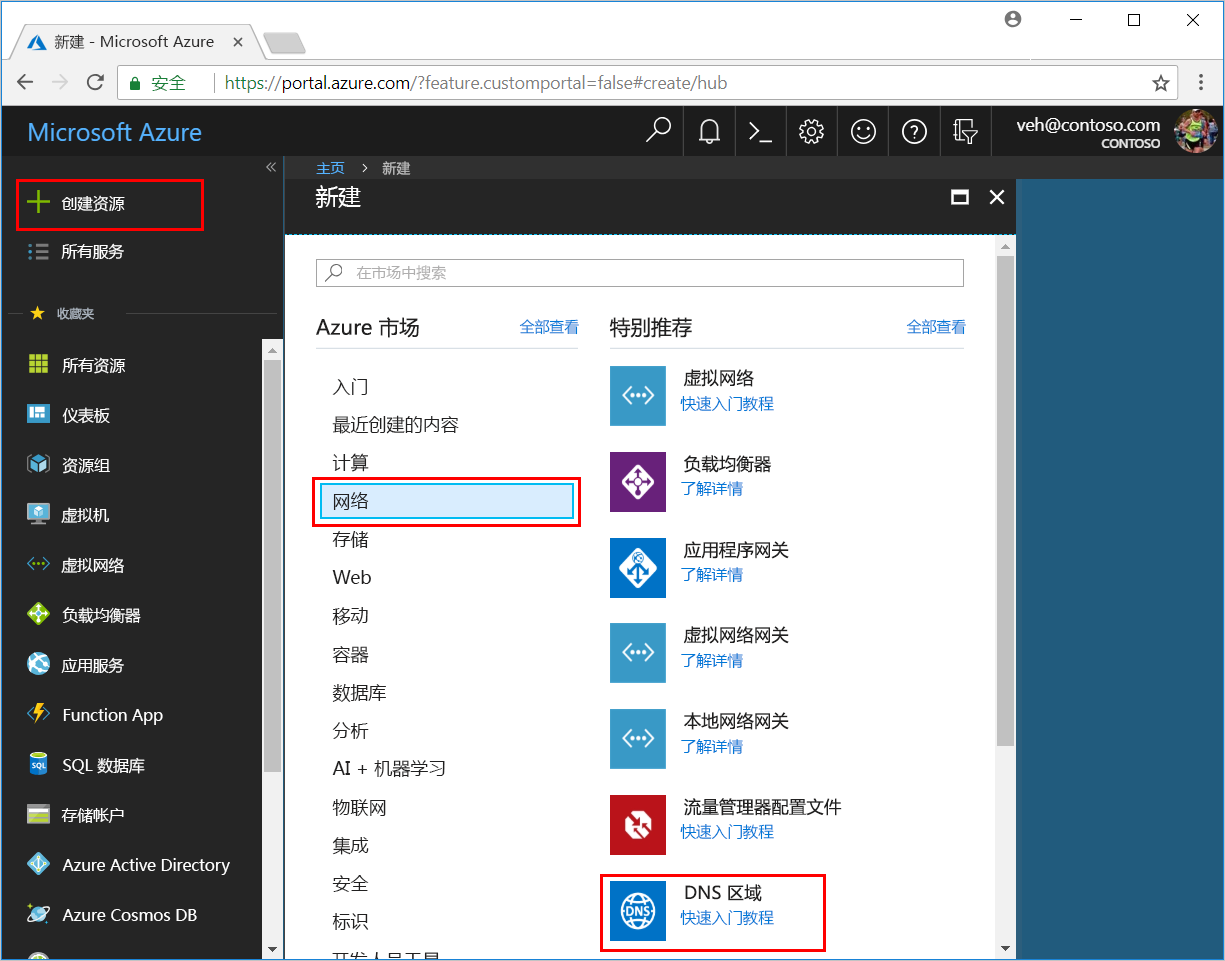 新建 - Microsoft Azure
安全
https://portal.azure.com/?feature.customportal=false#create/hub
Microsoft Azure
veh@contoso.com
CONTOSO
创建资源
所有服务
收藏夹
所有资源
仪表板
资源组
虚拟机
虚拟网络
负载均衡器
应用服务
Function App
SQL 数据库
存储帐户
Azure Active Directory
Azure Cosmos DB
主页 > 新建
新建
在市场中搜索
Azure 市场
全部查看
入门
最近创建的内容
计算
网络
存储
Web
移动
容器
数据库
分析
AI + 机器学习
物联网
集成
安全
标识
开发人员工具
特别推荐
全部查看
虚拟网络
快速入门教程
负载均衡器
了解详情
应用程序网关
了解详情
虚拟网络网关
了解详情
本地网络网关
了解详情
流量管理器配置文件
快速入门教程
DNS
DNS 区域
快速入门教程